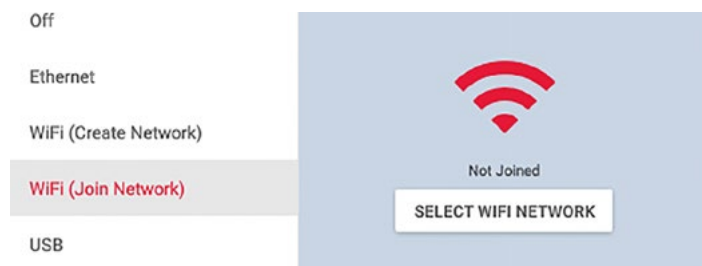 Off
Ethernet
WiFi (Create Network)
WiFi (Join Network)
USB
Not Joined
SELECT WIFI NETWORK